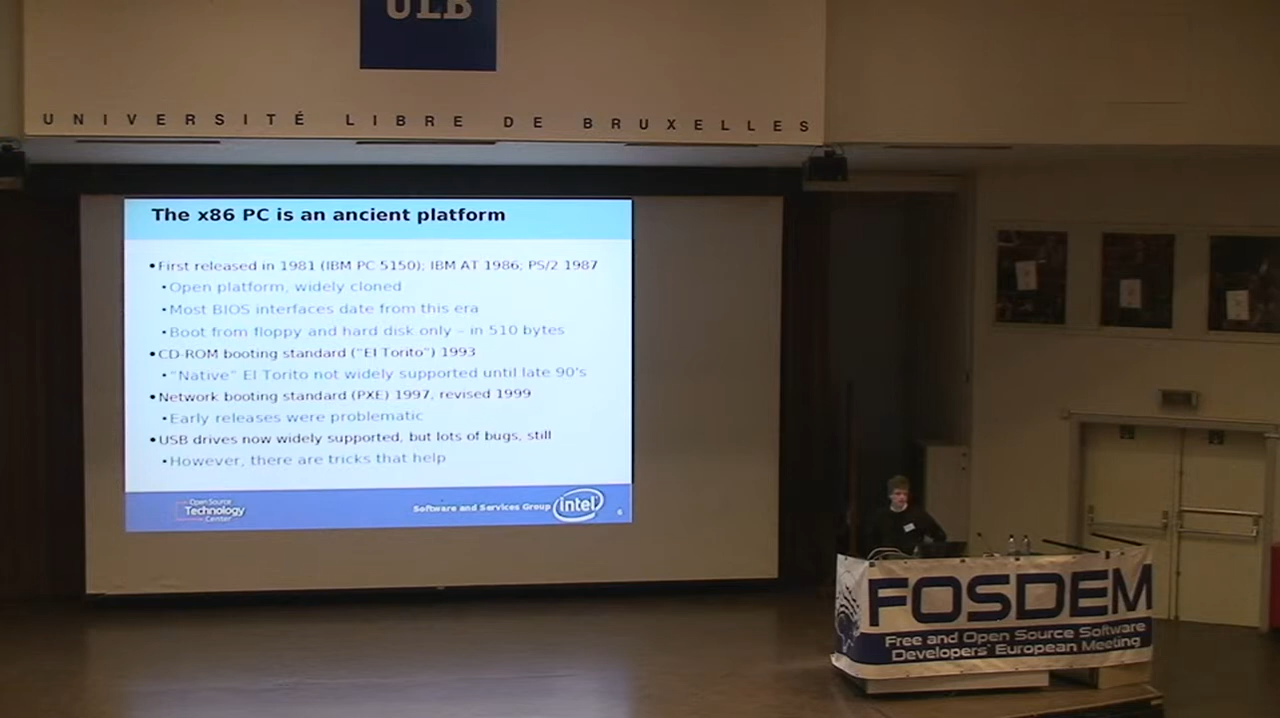 ULB
UNIVERSITÉ LIBRE DE BRUXELLES
The x86 PC is an ancient platform
•First released in 1981 (IBM PC 5150); IBM AT 1986; PS/2 1987
•Open platform, widely cloned
•Most BIOS interfaces date from this era
•Boot from floppy and hard disk only – in 510 bytes
•CD-ROM booting standard (“El Torito”) 1993
•“Native” El Torito not widely supported until late 90's
•Network booting standard (PXE) 1997, revised 1999
•Early releases were problematic
•USB drives now widely supported, but lots of bugs, still
•However, there are tricks that help
Open Source
Technology
Center
Software and Services Group
intel
6
FOSDEM
Free and Open Source Software
Developers' European Meeting